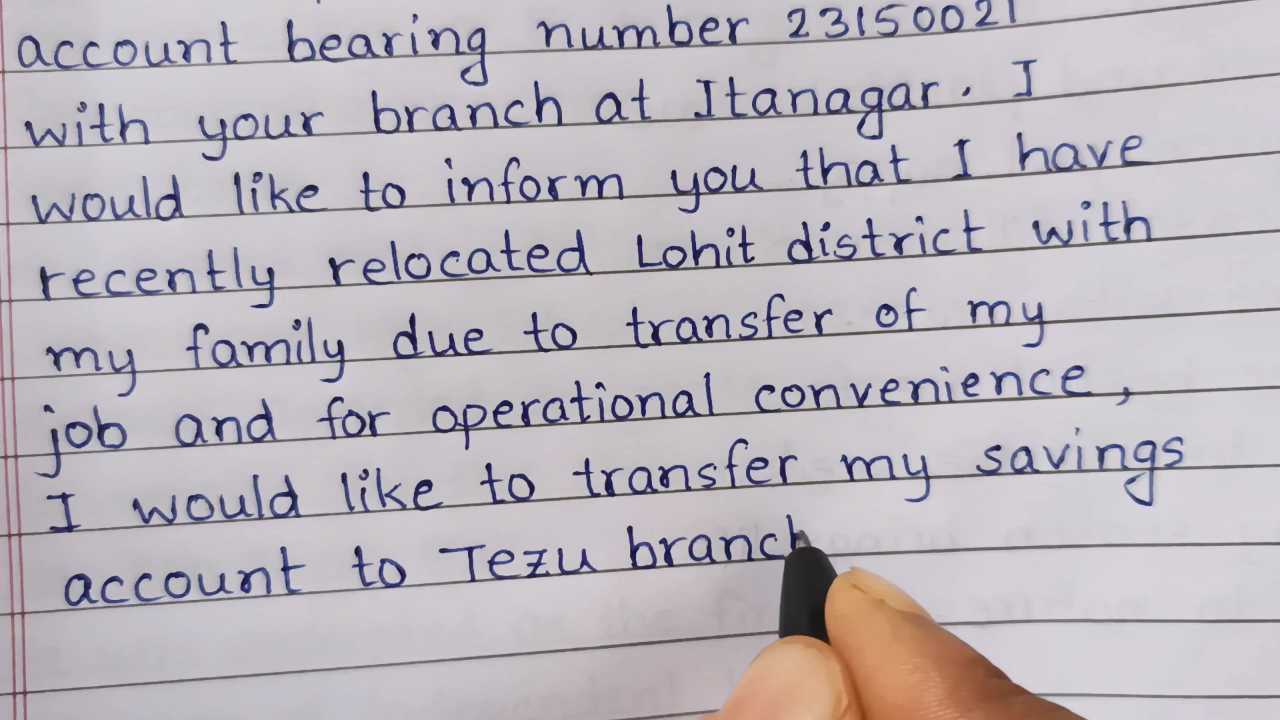 account bearing number 23150021
with your branch at Itanagar. I
would like to inform you that I have
recently relocated Lohit district with
my family due to transfer of my
job and for operational convenience,
I would like to transfer my savings
account to Tezu branch